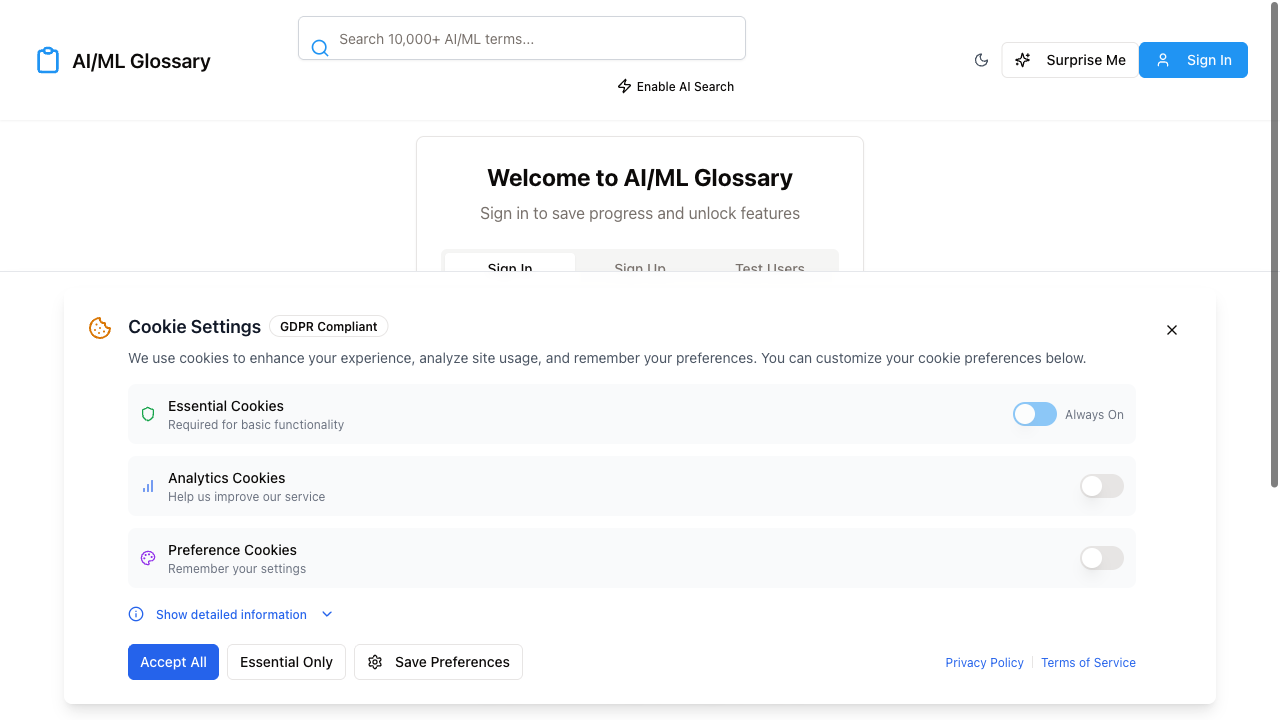 AI/ML Glossary
Search 10,000+ AI/ML terms...
Enable AI Search
Surprise Me
Sign In
Welcome to AI/ML Glossary
Sign in to save progress and unlock features
Sign In
Sign Up
Test Users
Cookie Settings
GDPR Compliant
We use cookies to enhance your experience, analyze site usage, and remember your preferences. You can customize your cookie preferences below.
Essential Cookies
Required for basic functionality
Always On
Analytics Cookies
Help us improve our service
Preference Cookies
Remember your settings
Show detailed information
Accept All
Essential Only
Save Preferences
Privacy Policy
Terms of Service